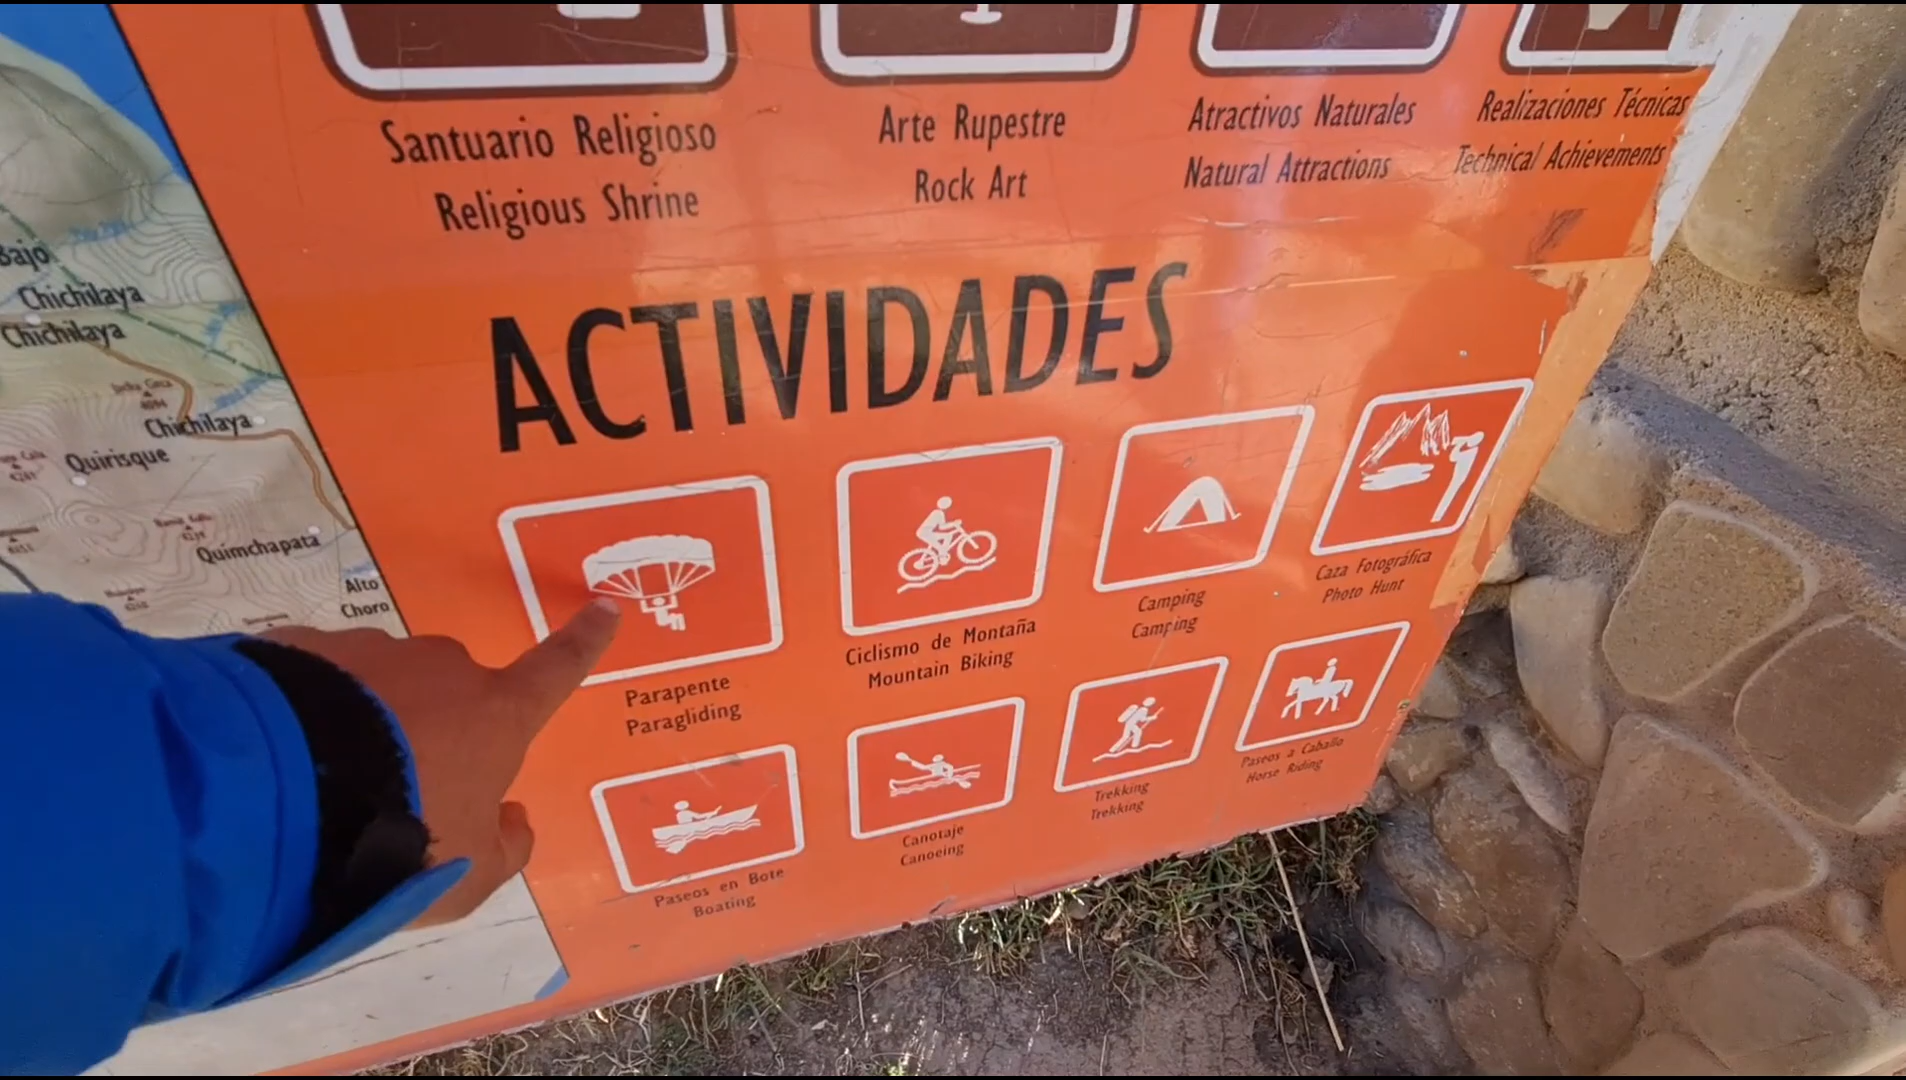 Santuario Religioso
Religious Shrine
Arte Rupestre
Rock Art
Atractivos Naturales
Natural Attractions
Realizaciones Técnicas
Technical Achievements
ACTIVIDADES
Parapente
Paragliding
Ciclismo de Montaña
Mountain Biking
Camping
Camping
Caza Fotográfica
Photo Hunt
Paseos en Bote
Boating
Canotaje
Canoeing
Trekking
Trekking
Paseos a Caballo
Horse Riding
Bajo
Chichilaya
Chichilaya
4094
Chichilaya
Quirisque
Quimchapata
Alto
Choro